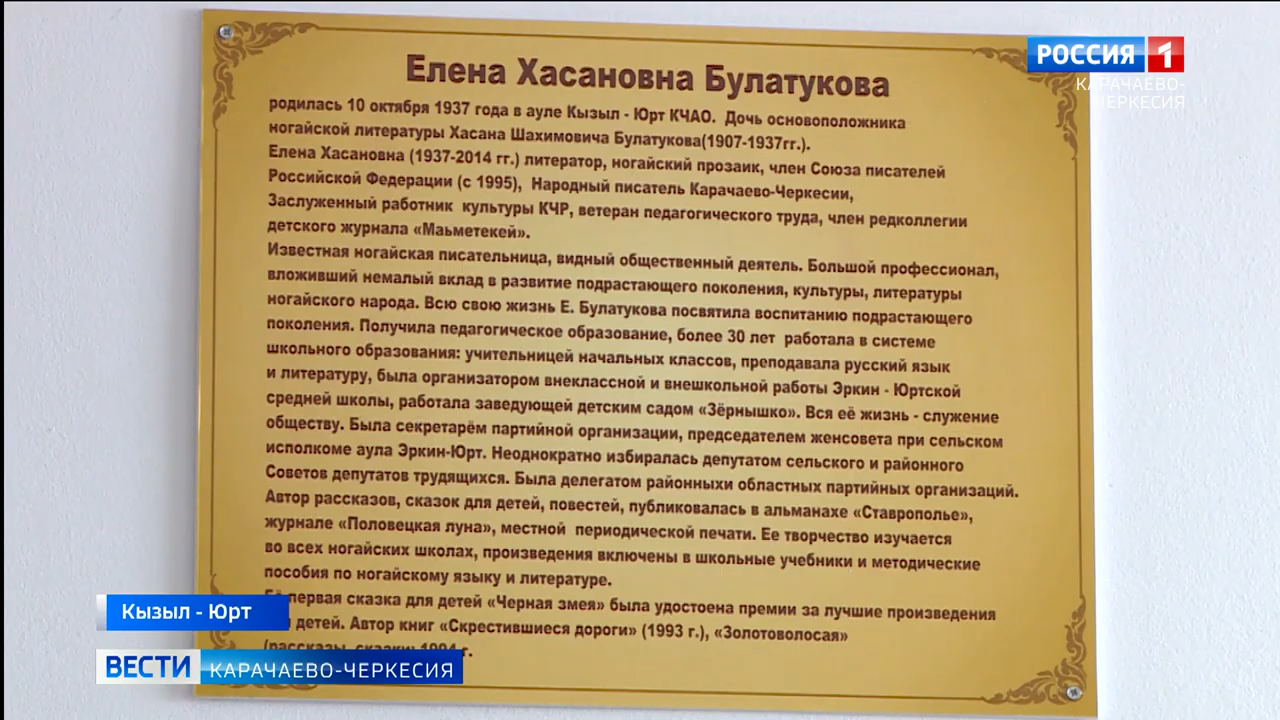 РОССИЯ 1
КАРАЧАЕВО-
ЧЕРКЕСИЯ
Елена Хасановна Булатукова
родилась 10 октября 1937 года в ауле Кызыл - Юрт КЧАО. Дочь основоположника
ногайской литературы Хасана Шахимовича Булатукова(1907-1937гг.).
Елена Хасановна (1937-2014 гг.) литератор, ногайский прозаик, член Союза писателей
Российской Федерации (с 1995), Народный писатель Карачаево-Черкесии,
Заслуженный работник культуры КЧР, ветеран педагогического труда, член редколлегии
детского журнала «Маьметекей».
Известная ногайская писательница, видный общественный деятель. Большой профессионал,
вложивший немалый вклад в развитие подрастающего поколения, культуры, литературы
ногайского народа. Всю свою жизнь Е. Булатукова посвятила воспитанию подрастающего
поколения. Получила педагогическое образование, более 30 лет работала в системе
школьного образования: учительницей начальных классов, преподавала русский язык
и литературу, была организатором внеклассной и внешкольной работы Эркин - Юртской
средней школы, работала заведующей детским садом «Зёрнышко». Вся её жизнь - служение
обществу. Была секретарём партийной организации, председателем женсовета при сельском
исполкоме аула Эркин-Юрт. Неоднократно избиралась депутатом сельского и районного
Советов депутатов трудящихся. Была делегатом районныхи областных партийных организаций.
Автор рассказов, сказок для детей, повестей, публиковалась в альманахе «Ставрополье»,
журнале «Половецкая луна», местной периодической печати. Ее творчество изучается
во всех ногайских школах, произведения включены в школьные учебники и методические
пособия по ногайскому языку и литературе.
первая сказка для детей «Черная змея» была удостоена премии за лучшие произведения
детей. Автор книг «Скрестившиеся дороги» (1993 г.), «Золотоволосая»
(рассказы, сказки; 1994 г.
Кызыл - Юрт
ВЕСТИ КАРАЧАЕВО-ЧЕРКЕСИЯ